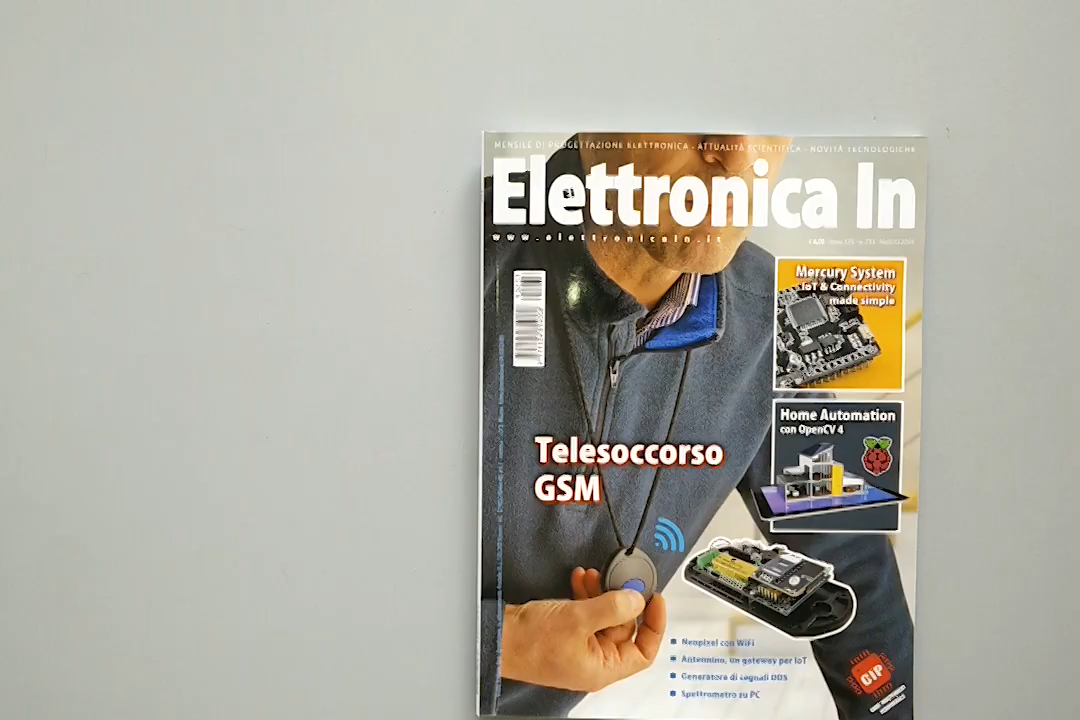 MENSILE DI PROGETTAZIONE ELETTRONICA - ATTUALITÀ SCIENTIFICA - NOVITÀ TECNOLOGICHE
Elettronica In
www.elettronicain.it
Mercury System
IoT & Connectivity
made simple
Home Automation
con OpenCV 4
Telesoccorso
GSM
Neopixel con WiFi
Antennino, un gateway per IoT
Generatore di segnali DDS
Spettrometro su PC
CIP